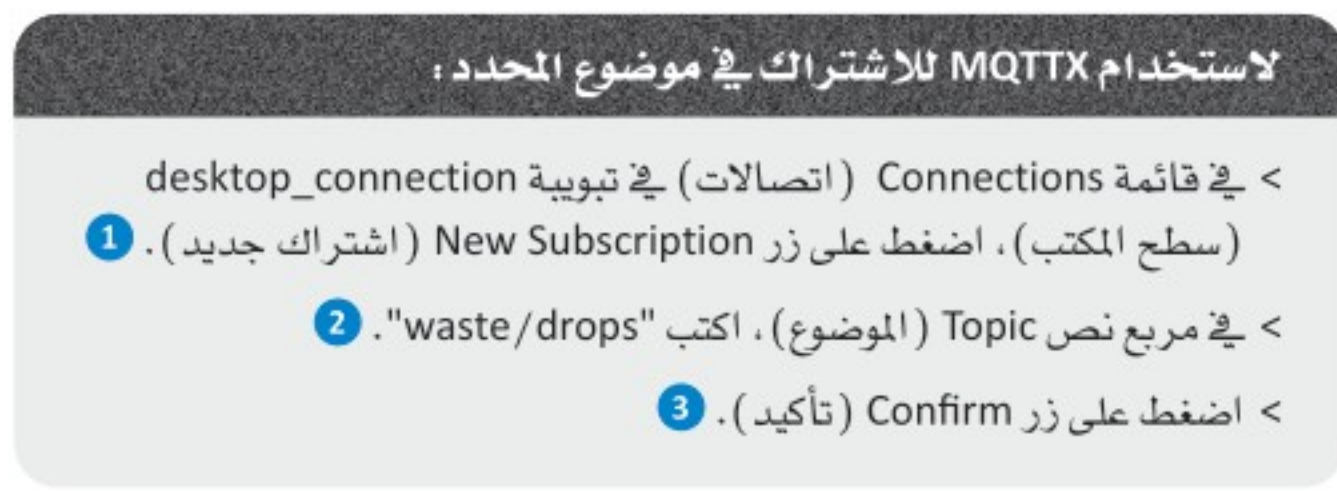 لاستخدام MQTTX للاشتراك في موضوع المحدد:
> في قائمة Connections (اتصالات) في تبويبة desktop_connection
(سطح المكتب)، اضغط على زر New Subscription (اشتراك جديد). 1
> في مربع نص Topic (الموضوع)، اكتب "waste/drops". 2
> اضغط على زر Confirm (تأكيد). 3